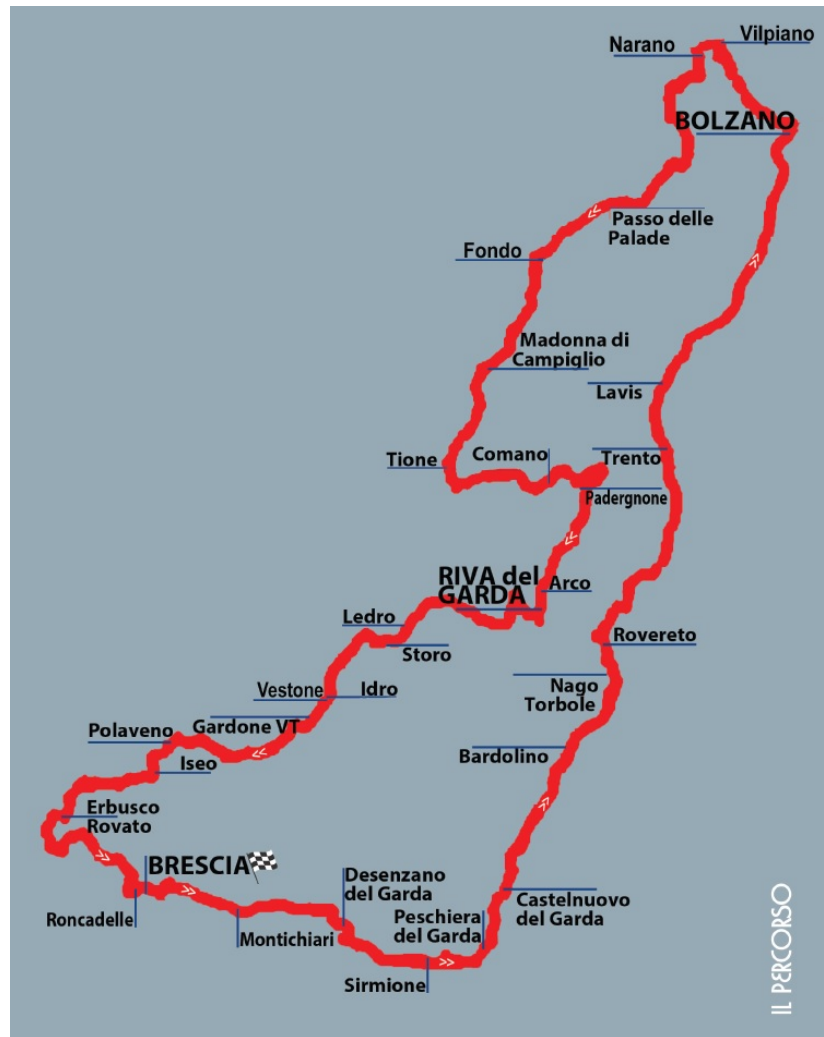 Vilpiano
Narano
BOLZANO
Passo delle
Palade
Fondo
Madonna di
Campiglio
Lavis
Comano
Trento
Tione
Padergnone
RIVA del
GARDA
Arco
Ledro
Rovereto
Storo
Nago
Torbole
Vestone
Idro
Gardone VT
Polaveno
Bardolino
Iseo
Erbusco
Rovato
BRESCIA
Desenzano
del Garda
Castelnuovo
del Garda
Peschiera
del Garda
Roncadelle
Montichiari
Sirmione
IL PERCORSO